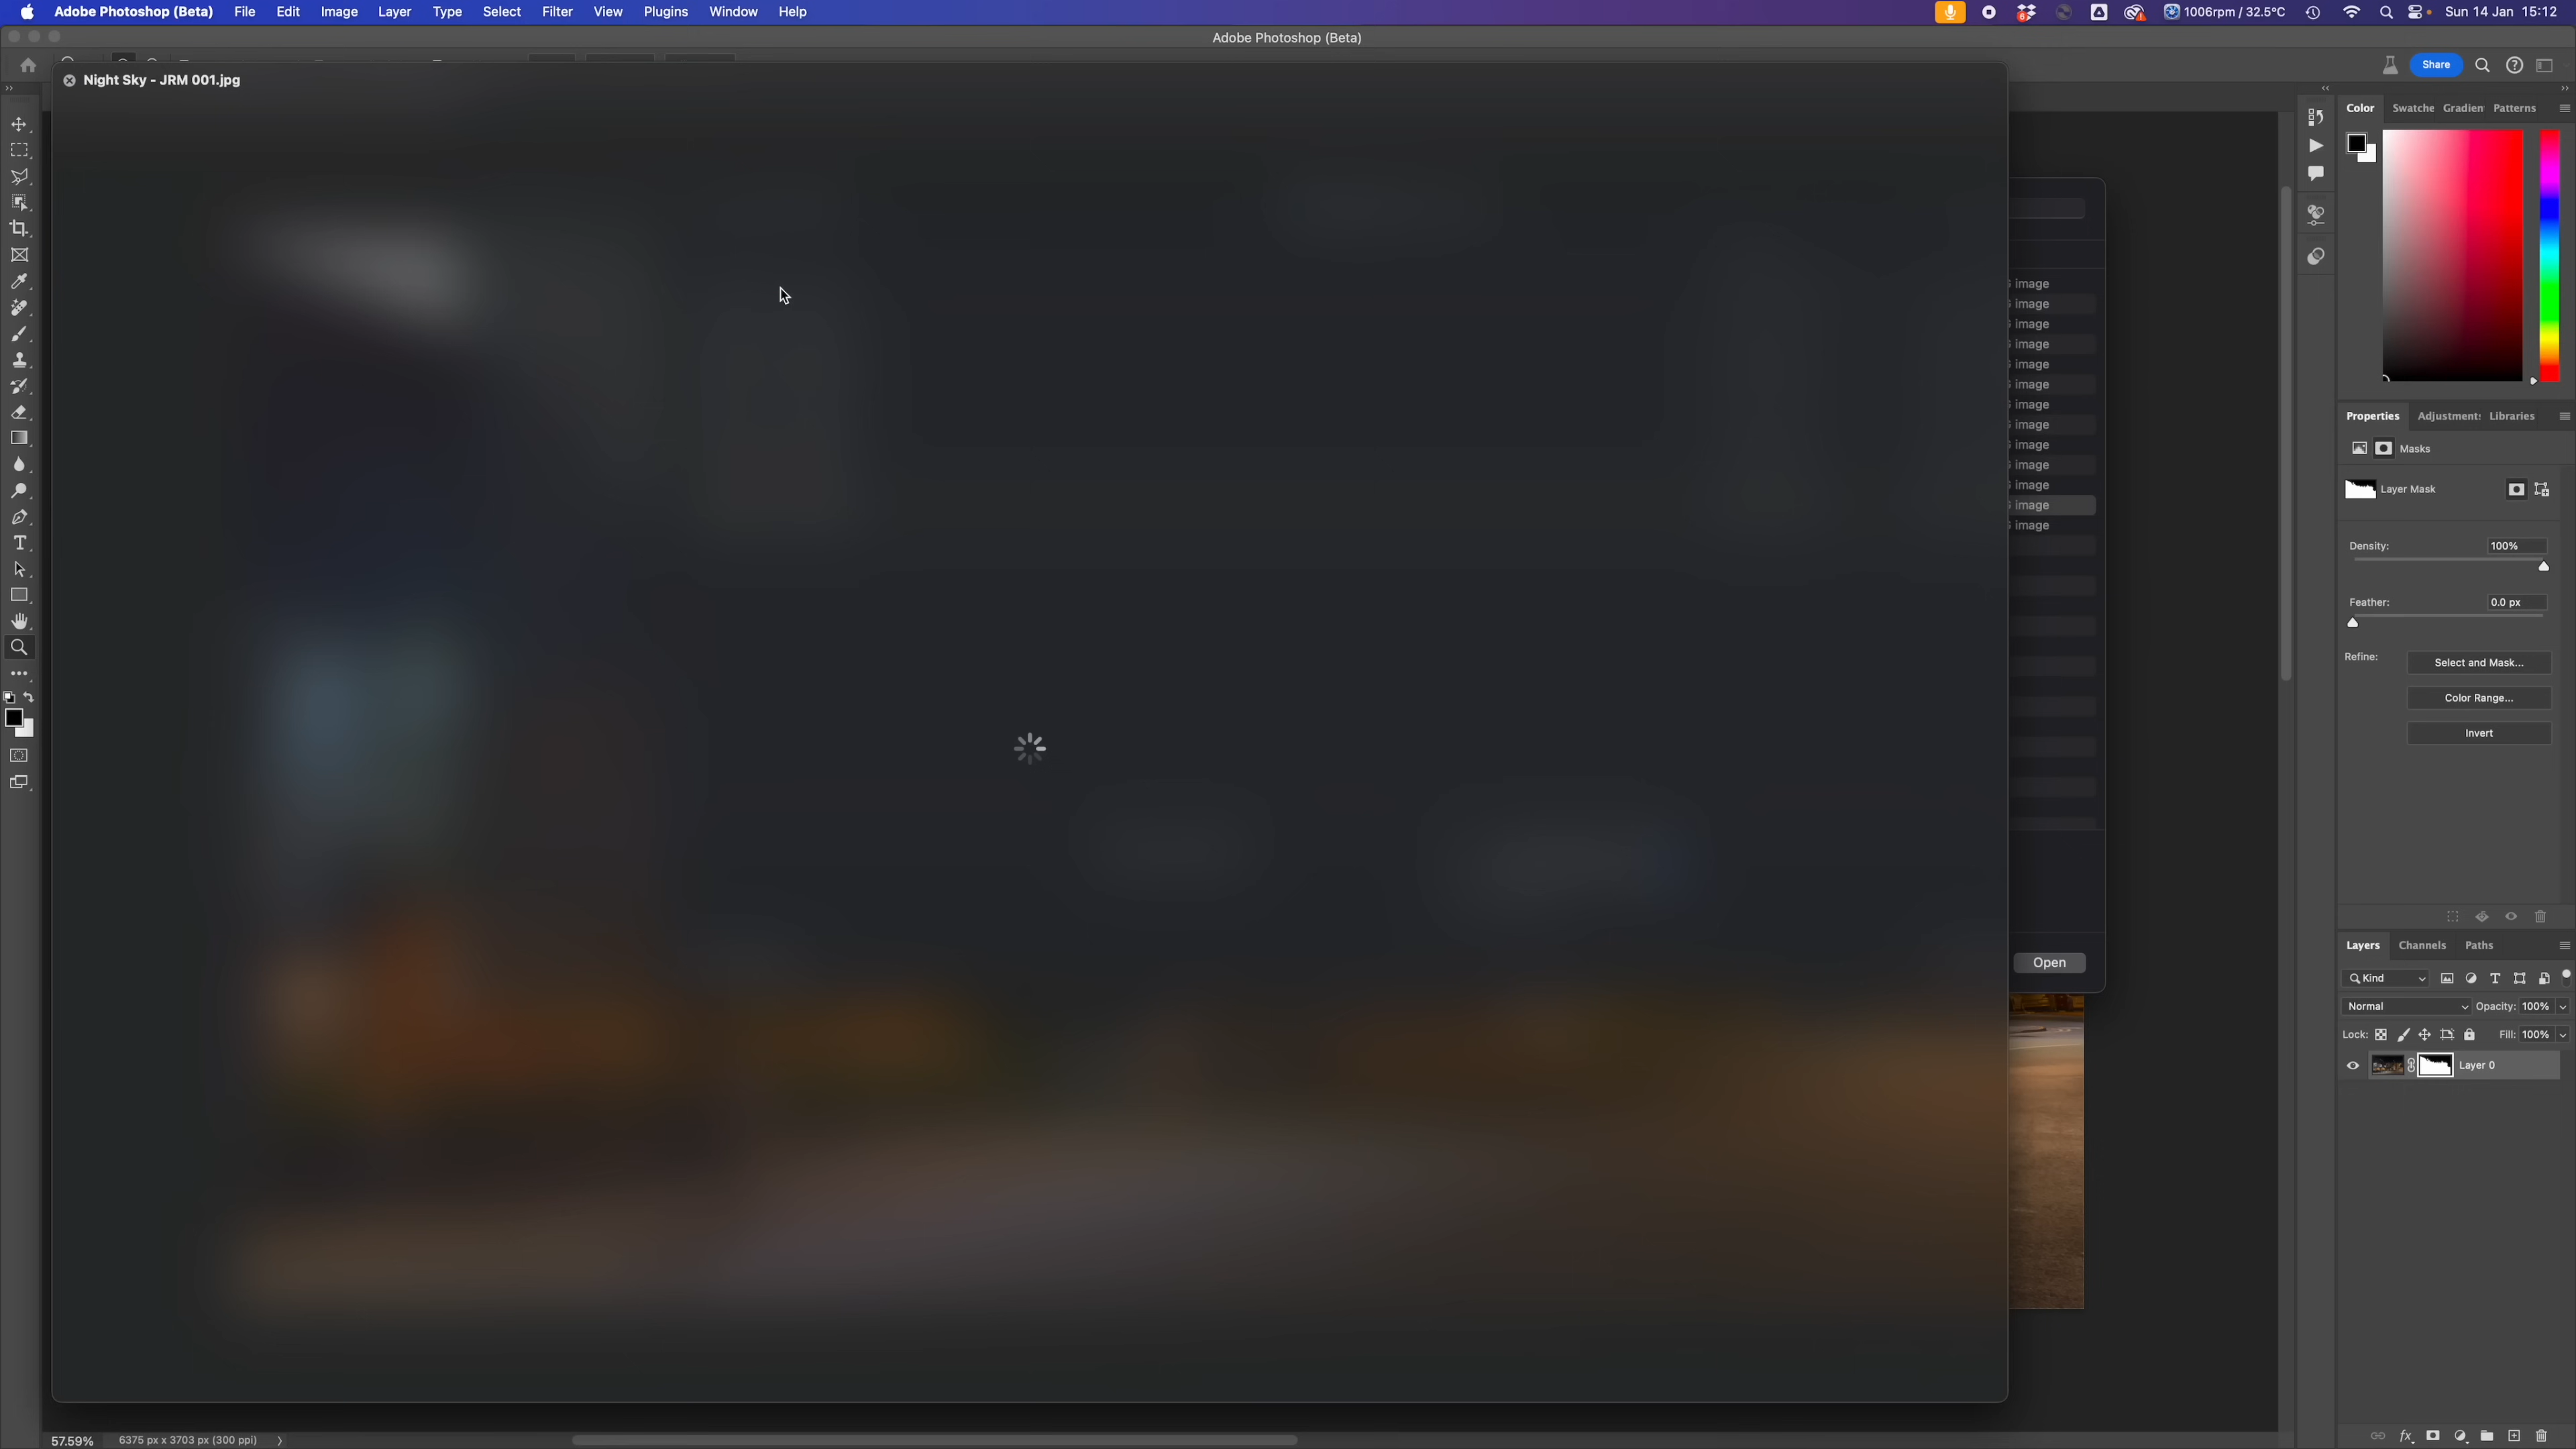 Adobe Photoshop (Beta) File Edit Image Layer Type Select Filter View Plugins Window Help 1006rpm / 32.5°C Sun 14 Jan 15:12
Adobe Photoshop (Beta)
Share
Night Sky - JRM 001.jpg
Color Swatche Gradien Patterns
image
image
image
image
image
image
image
image
image
image
image
image
image
Open
Properties Adjustment: Libraries
Masks
Layer Mask
Density: 100%
Feather: 0.0 px
Refine: Select and Mask...
Color Range...
Invert
Layers Channels Paths
Kind
Normal Opacity: 100%
Lock: Fill: 100%
Layer 0
57.59% 6375 px x 3703 px (300 ppi)